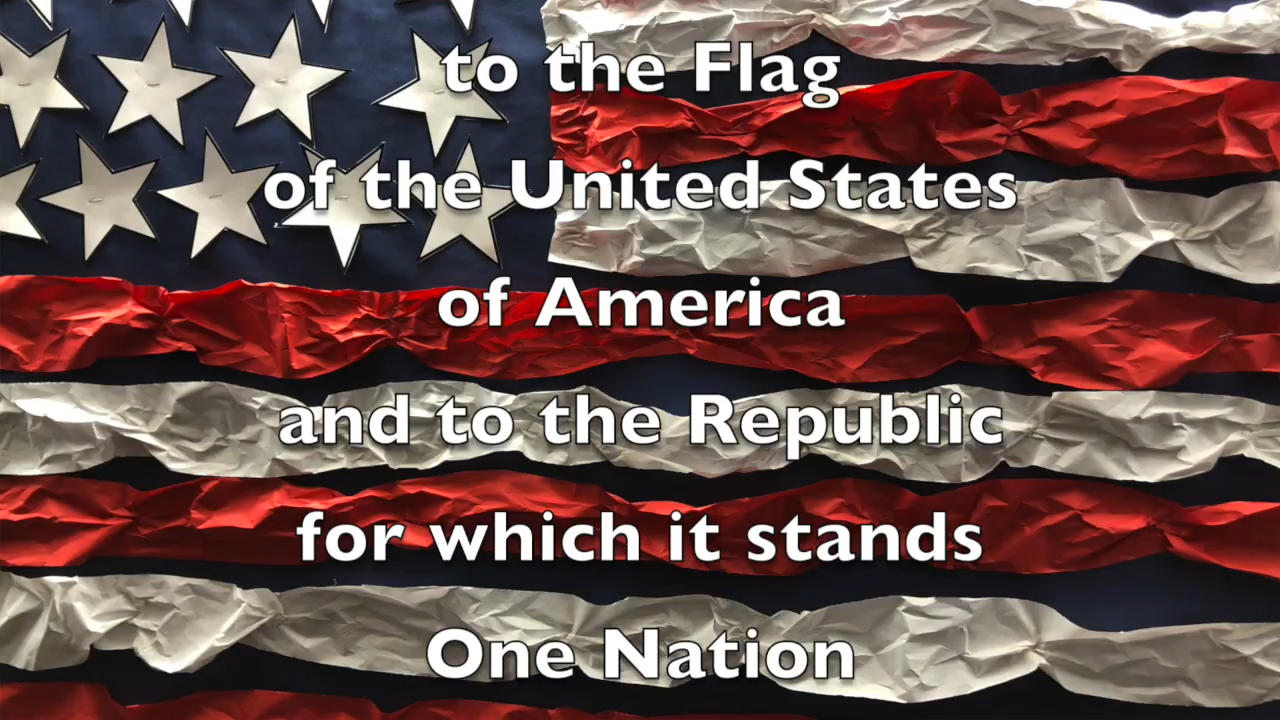 to the Flag
of the United States
of America
and to the Republic
for which it stands
One Nation